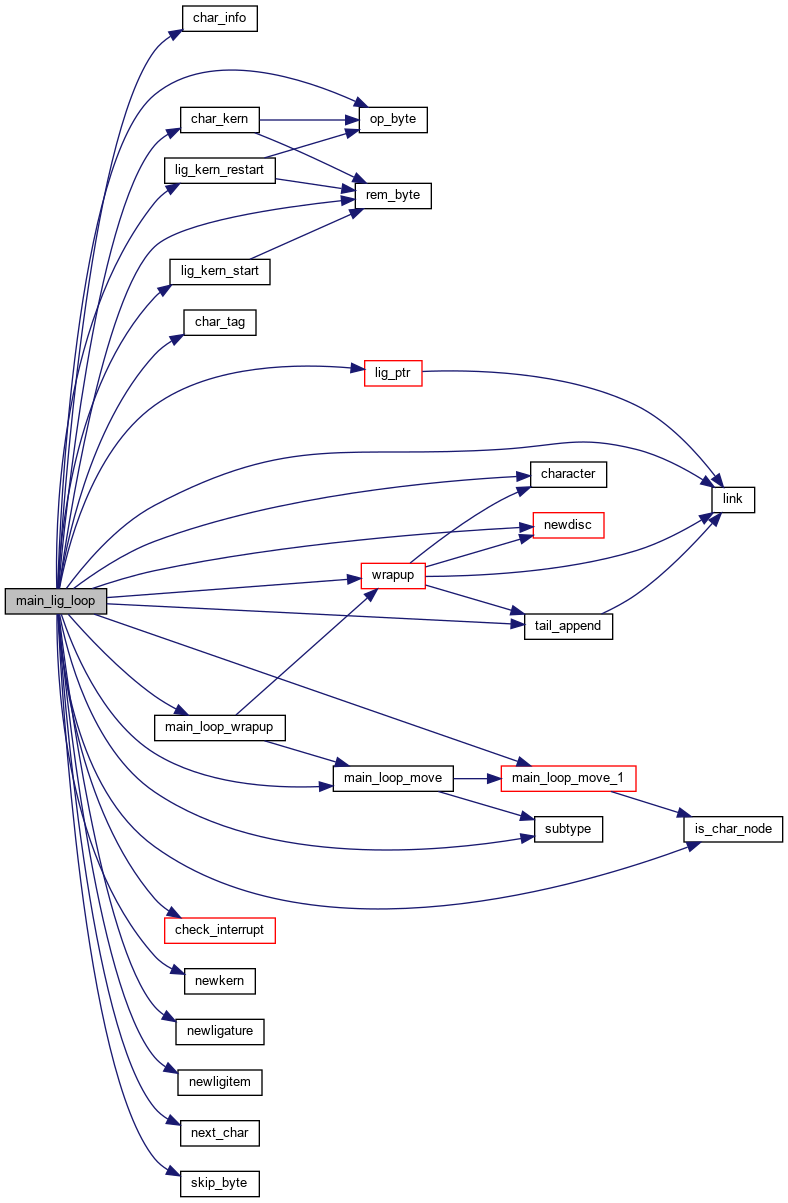 char_info
char_kern
op_byte
lig_kern_restart
rem_byte
lig_kern_start
char_tag
lig_ptr
character
link
newdisc
wrapup
main_lig_loop
tail_append
main_loop_wrapup
main_loop_move
main_loop_move_1
subtype
is_char_node
check_interrupt
newkern
newligature
newligitem
next_char
skip_byte